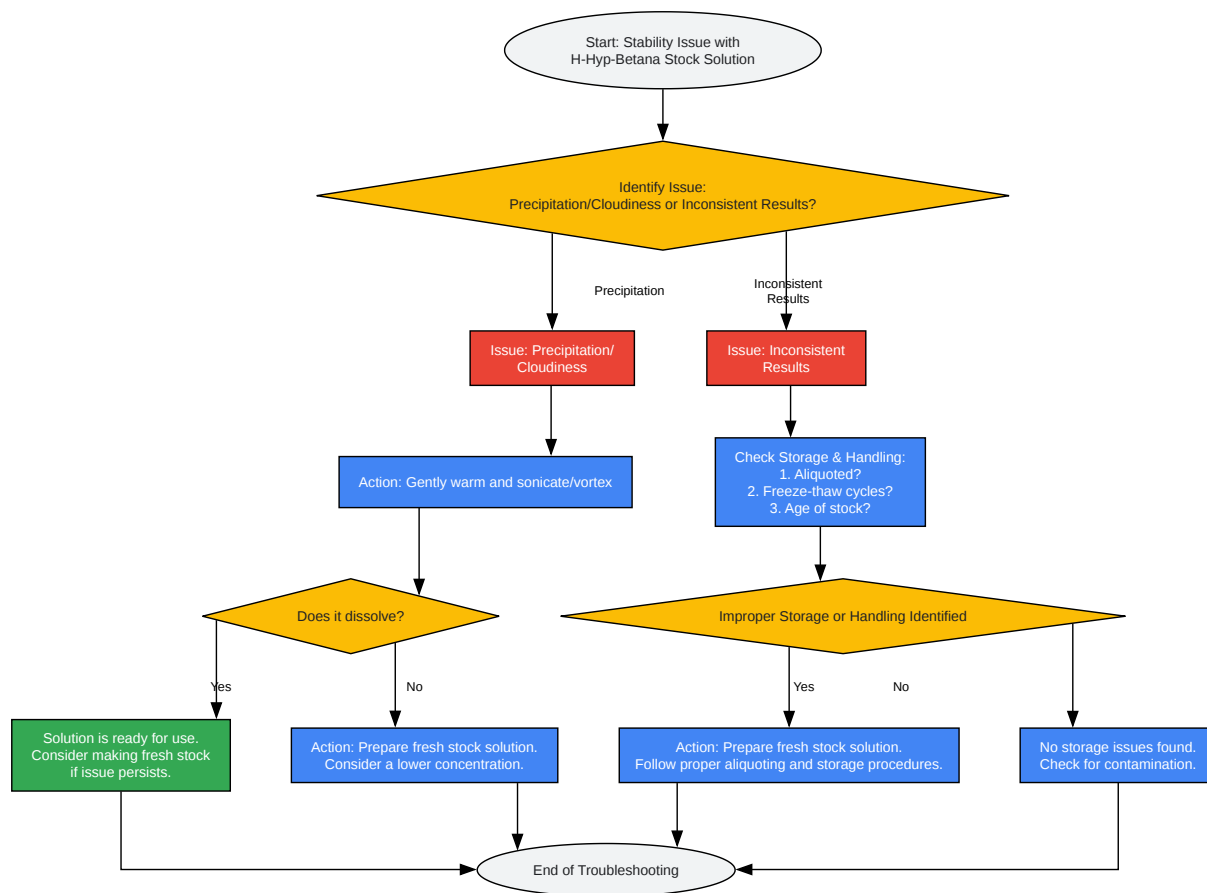 Start: Stability Issue with
H-Hyp-Betana Stock Solution
Identify Issue:
Precipitation/Cloudiness or Inconsistent Results?
Precipitation
Inconsistent
Results
Issue: Precipitation/
Cloudiness
Issue: Inconsistent
Results
Action: Gently warm and sonicate/vortex
Check Storage & Handling:
1. Aliquoted?
2. Freeze-thaw cycles?
3. Age of stock?
Does it dissolve?
Improper Storage or Handling Identified
Yes
No
Yes
No
Solution is ready for use.
Consider making fresh stock
if issue persists.
Action: Prepare fresh stock solution.
Consider a lower concentration.
Action: Prepare fresh stock solution.
Follow proper aliquoting and storage procedures.
No storage issues found.
Check for contamination.
End of Troubleshooting